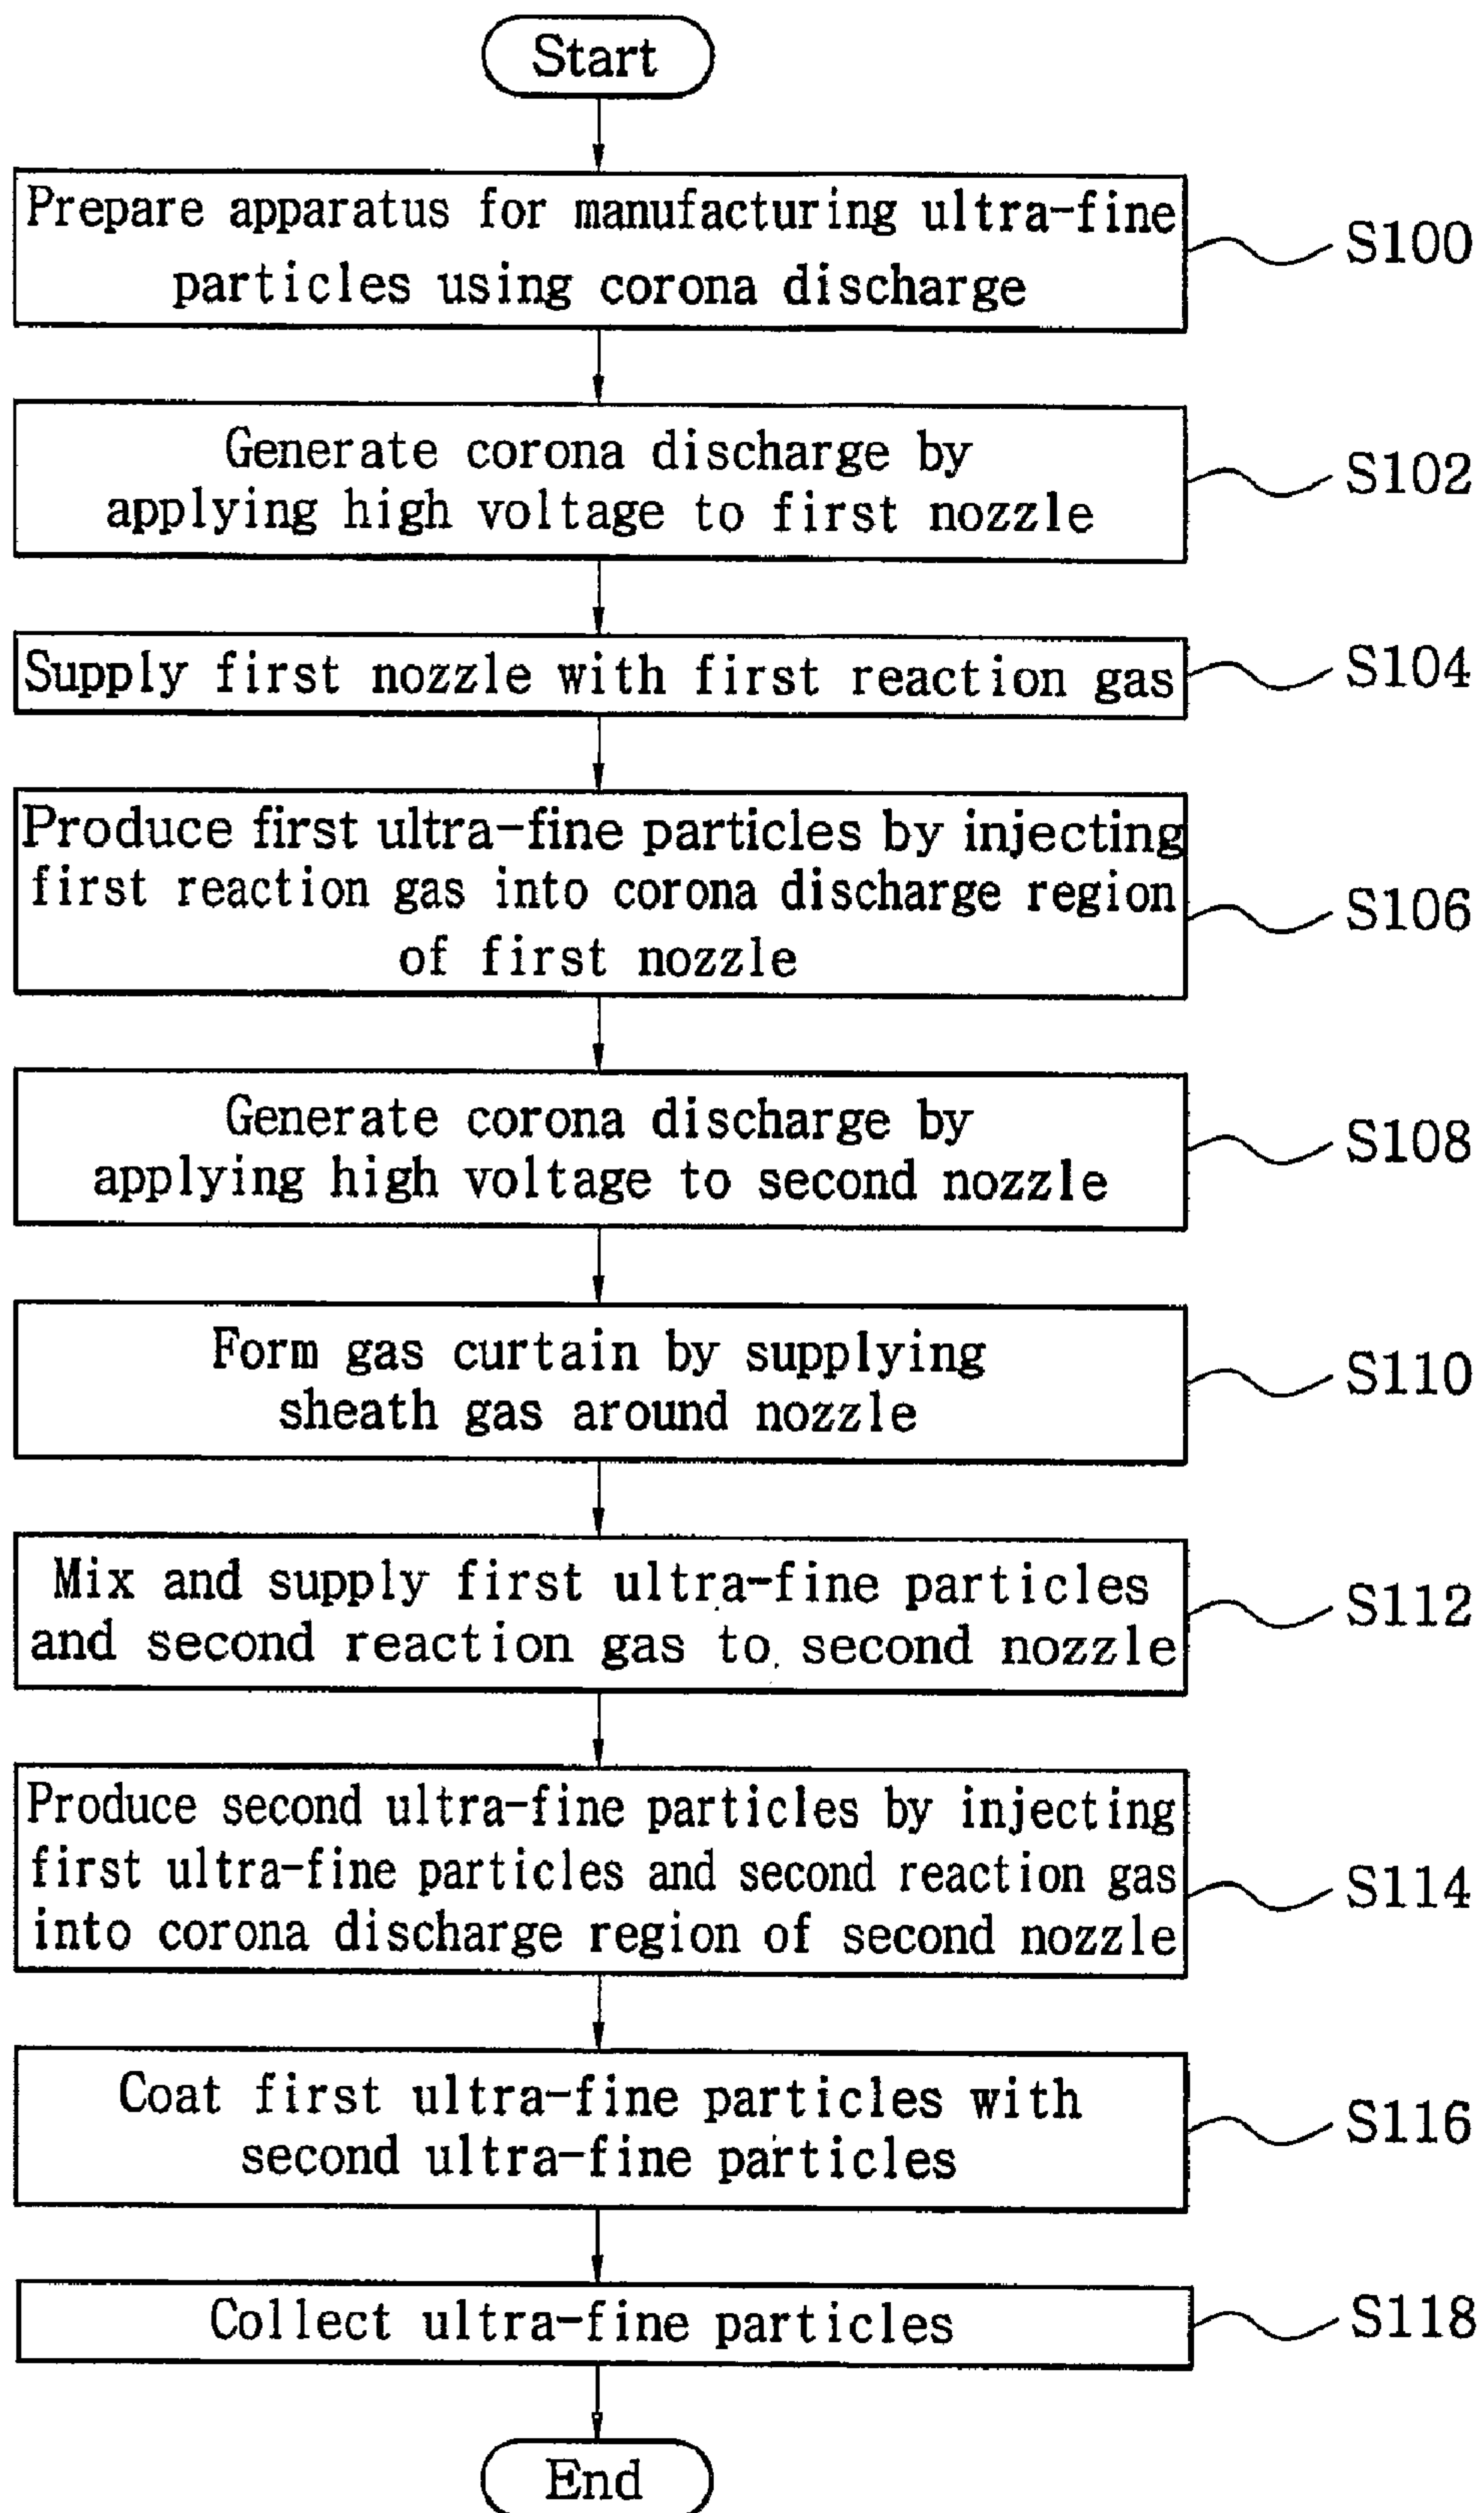 Start
Prepare apparatus for manufacturing ultra-fine
particles using corona discharge
S100
Generate corona discharge by
applying high voltage to first nozzle
S102
Supply first nozzle with first reaction gas
S104
Produce first ultra-fine particles by injecting
first reaction gas into corona discharge region
of first nozzle
S106
Generate corona discharge by
applying high voltage to second nozzle
S108
Form gas curtain by supplying
sheath gas around nozzle
S110
Mix and supply first ultra-fine particles
and second reaction gas to second nozzle
S112
Produce second ultra-fine particles by injecting
first ultra-fine particles and second reaction gas
into corona discharge region of second nozzle
S114
Coat first ultra-fine particles with
second ultra-fine particles
S116
Collect ultra-fine particles
S118
End